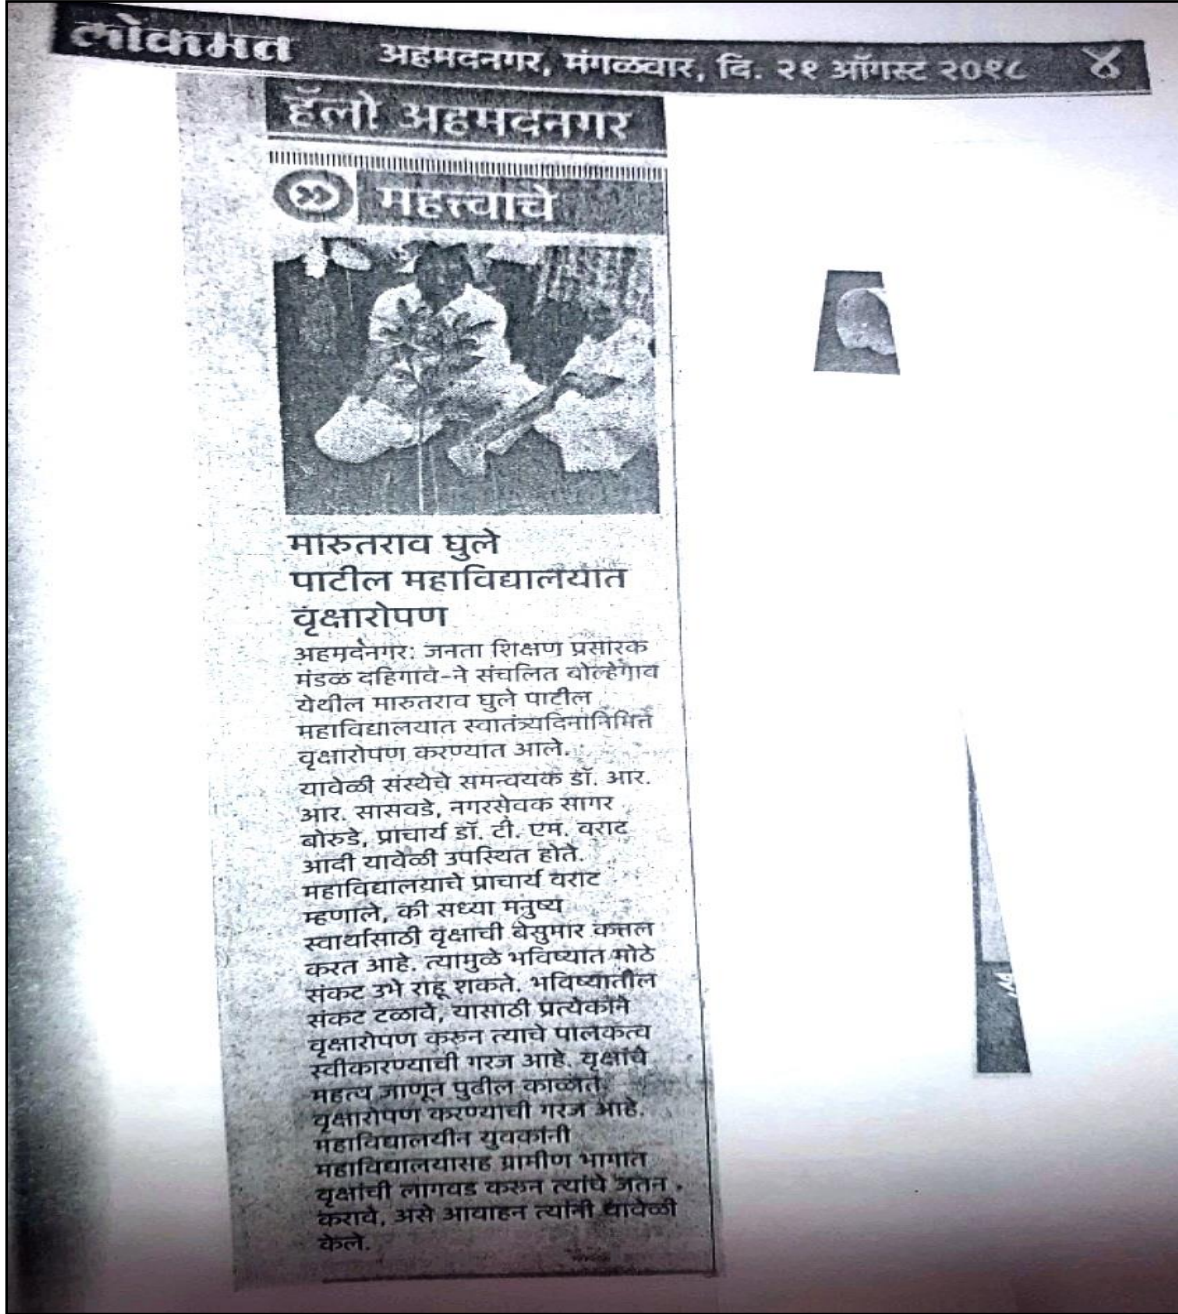 लोकमत
अहमदनगर, मंगळवार, दि. २१ ऑगस्ट २०१८ ४
हॅलो अहमदनगर
महत्त्वाचे
मारुतराव घुले
पाटील महाविद्यालयात
वृक्षारोपण
अहमदनगर: जनता शिक्षण प्रसारक
मंडळ दहिगाव-ने संचलित बोल्हेगाव
येथील मारुतराव घुले पाटील
महाविद्यालयात स्वातंत्र्यदिनानिमित्त
वृक्षारोपण करण्यात आले.
यावेळी संस्थेचे समन्वयक डॉ. आर.
आर. सासवडे, नगरसेवक सागर
बोरुडे, प्राचार्य डॉ. टी. एम. वराट
आदी यावेळी उपस्थित होते.
महाविद्यालयाचे प्राचार्य वराट
म्हणाले, की सध्या मनुष्य
स्वार्थासाठी वृक्षाची बेसुमार कत्तल
करत आहे. त्यामुळे भविष्यात मोठे
संकट उभे राहू शकते. भविष्यातील
संकट टळावे, यासाठी प्रत्येकाने
वृक्षारोपण करून त्याचे पालकत्व
स्वीकारण्याची गरज आहे. वृक्षांचे
महत्व जाणून पुढील काळात
वृक्षारोपण करण्याची गरज आहे.
महाविद्यालयीन युवकांनी
महाविद्यालयासह ग्रामीण भागात
वृक्षांची लागवड करुन त्यांचे जतन
करावे, असे आवाहन त्यांनी यावेळी
केले.